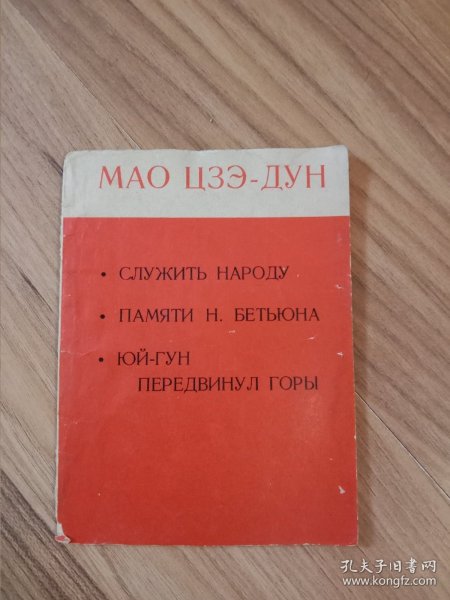 МАО ЦЗЭ-ДУН
• СЛУЖИТЬ НАРОДУ
• ПАМЯТИ Н. БЕТЬЮНА
• ЮЙ-ГУН
ПЕРЕДВИНУЛ ГОРЫ
孔夫子旧书网
www.kongfz.com